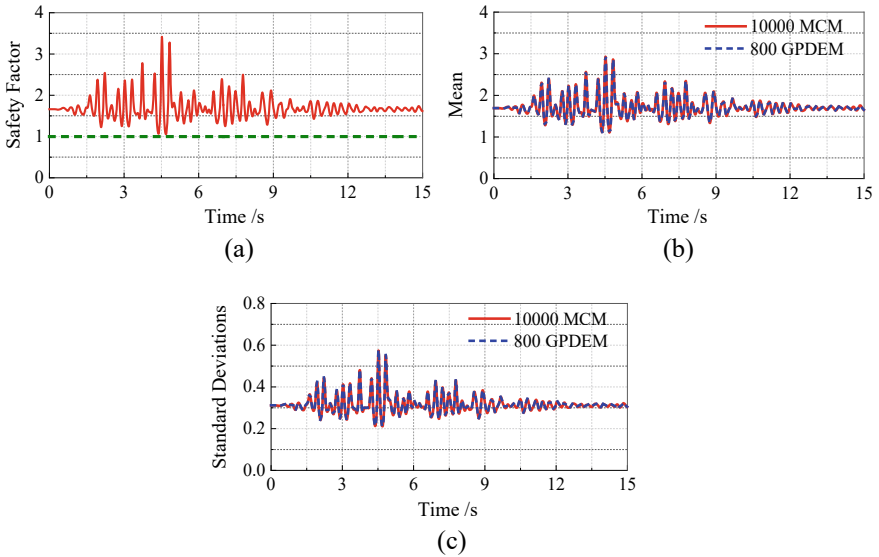 4
3
2
1
0
Safety Factor
0 3 6 9 12 15
Time /s
(a)
4
3
2
1
0
Mean
10000 MCM
800 GPDEM
0 3 6 9 12 15
Time /s
(b)
0.8
0.6
0.4
0.2
0.0
Standard Deviations
10000 MCM
800 GPDEM
0 3 6 9 12 15
Time /s
(c)